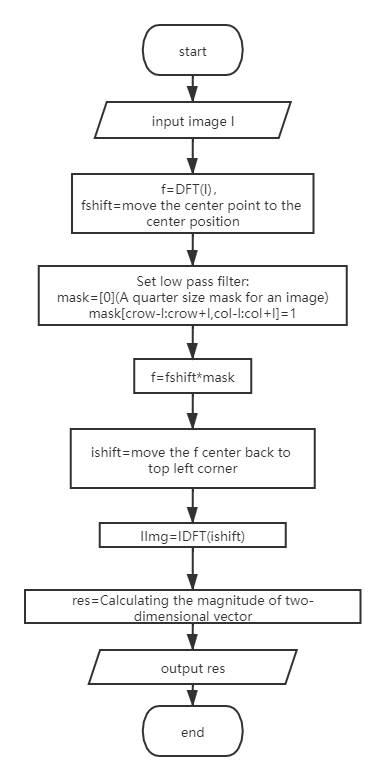 start
input image I
f=DFT(I),
fshift=move the center point to the
center position
Set low pass filter:
mask=[0](A quarter size mask for an image)
mask[crow-l:crow+l,col-l:col+l]=1
f=fshift*mask
ishift=move the f center back to
top left corner
IImg=IDFT(ishift)
res=Calculating the magnitude of two-
dimensional vector
output res
end